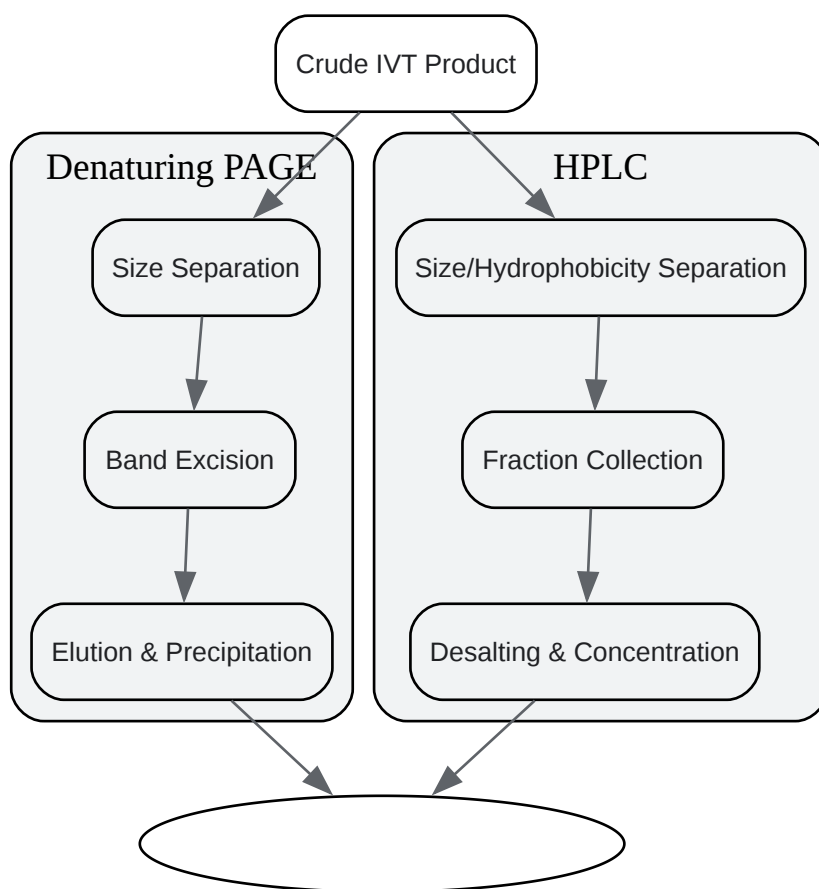 Crude IVT Product
Denaturing PAGE
HPLC
Size Separation
Size/Hydrophobicity Separation
Band Excision
Fraction Collection
Elution & Precipitation
Desalting & Concentration